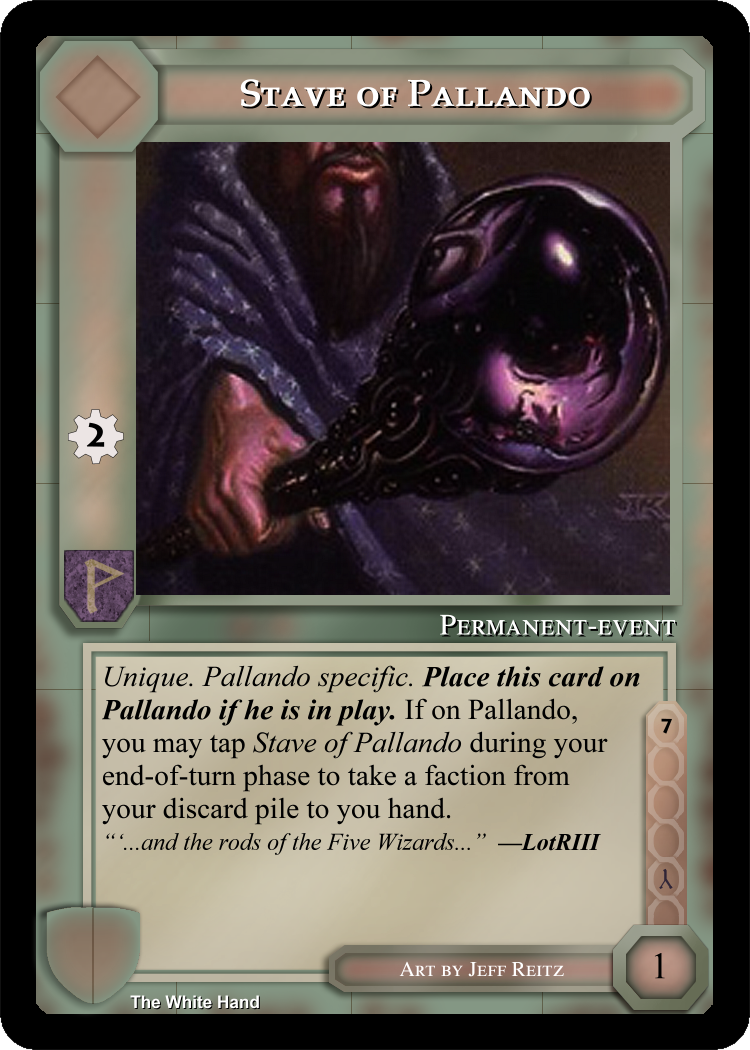 Stave of Pallando
2
Permanent-event
Unique. Pallando specific. Place this card on
Pallando if he is in play. If on Pallando,
you may tap Stave of Pallando during your
end-of-turn phase to take a faction from
your discard pile to you hand.
“‘...and the rods of the Five Wizards...” —LotRIII
7
Art by Jeff Reitz
1
The White Hand